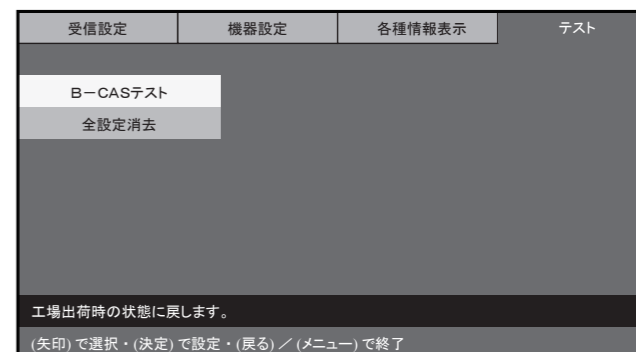 受信設定 機器設定 各種情報表示 テスト
B－CASテスト
全設定消去
工場出荷時の状態に戻します。
(矢印) で選択・(決定) で設定・(戻る) ／ (メニュー) で終了